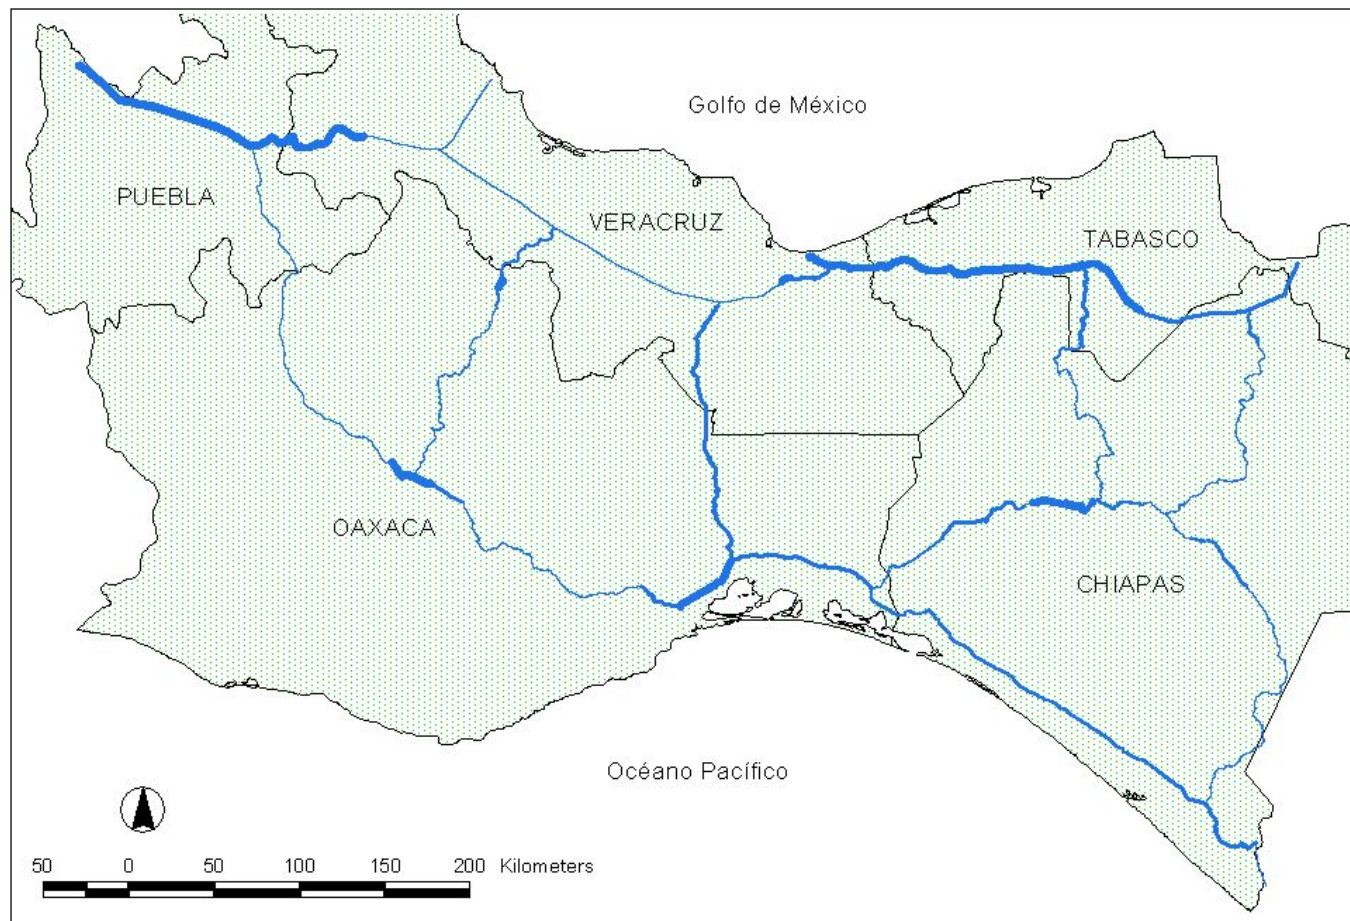 Golfo de México
PUEBLA
VERACRUZ
TABASCO
OAXACA
CHIAPAS
Océano Pacífico
50 0 50 100 150 200 Kilometers